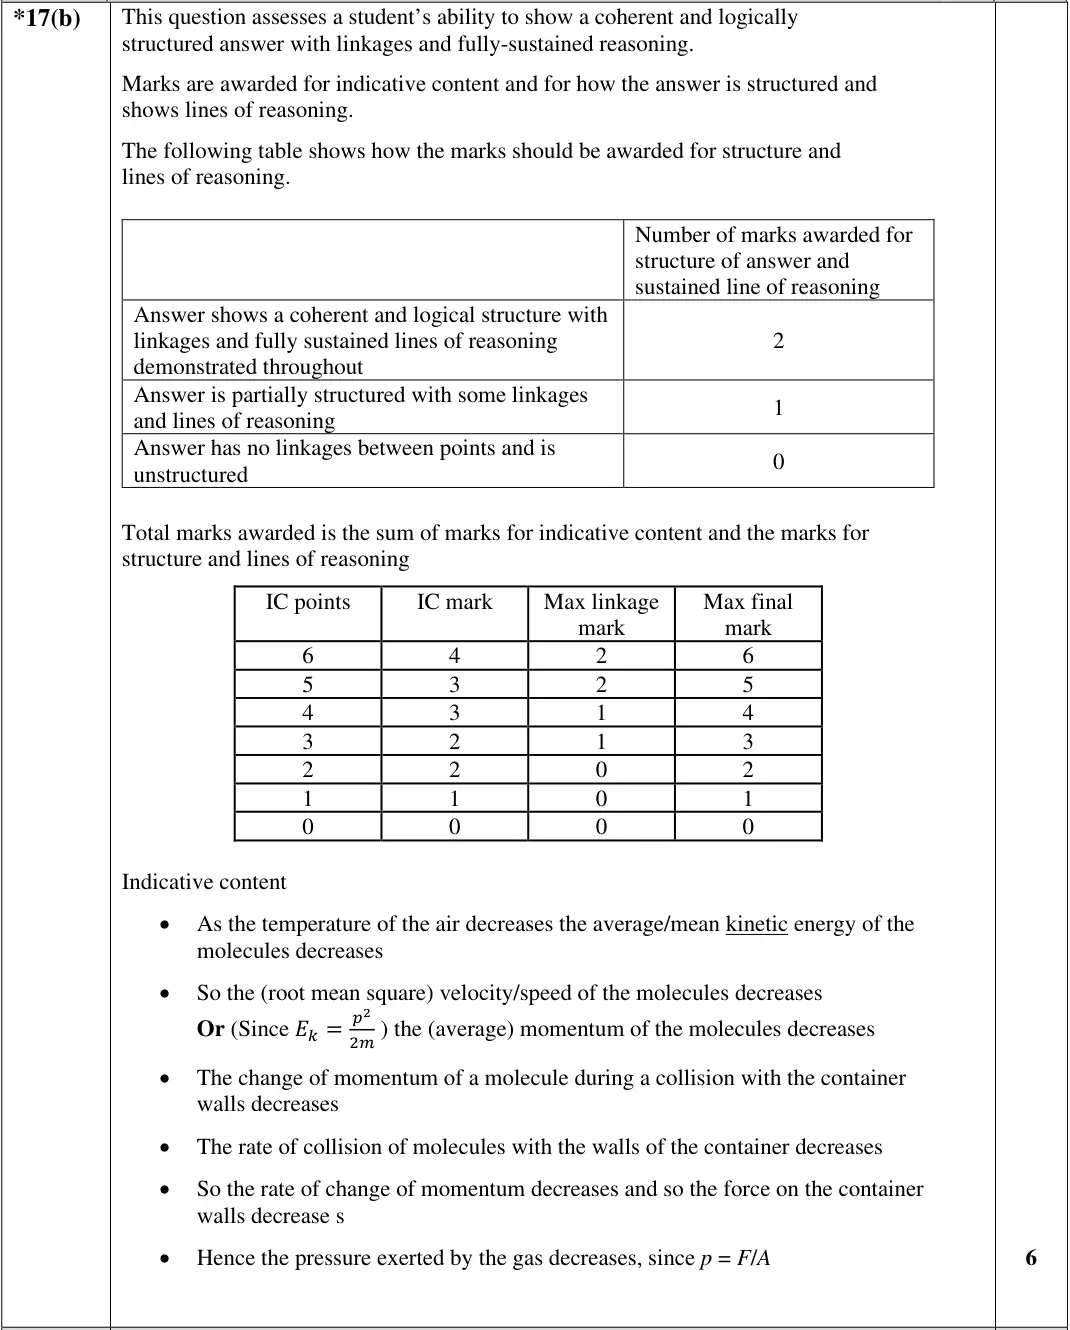 *17(b)
This question assesses a student’s ability to show a coherent and logically
structured answer with linkages and fully-sustained reasoning.
Marks are awarded for indicative content and for how the answer is structured and
shows lines of reasoning.
The following table shows how the marks should be awarded for structure and
lines of reasoning.
Number of marks awarded for
structure of answer and
sustained line of reasoning
Answer shows a coherent and logical structure with
linkages and fully sustained lines of reasoning
demonstrated throughout
2
Answer is partially structured with some linkages
and lines of reasoning
1
Answer has no linkages between points and is
unstructured
0
Total marks awarded is the sum of marks for indicative content and the marks for
structure and lines of reasoning
IC points IC mark Max linkage mark Max final mark
6 4 2 6
5 3 2 5
4 3 1 4
3 2 1 3
2 2 0 2
1 1 0 1
0 0 0 0
Indicative content
• As the temperature of the air decreases the average/mean kinetic energy of the
molecules decreases
• So the (root mean square) velocity/speed of the molecules decreases
Or (Since E_k = p²/2m ) the (average) momentum of the molecules decreases
• The change of momentum of a molecule during a collision with the container
walls decreases
• The rate of collision of molecules with the walls of the container decreases
• So the rate of change of momentum decreases and so the force on the container
walls decrease s
• Hence the pressure exerted by the gas decreases, since p = F/A
6